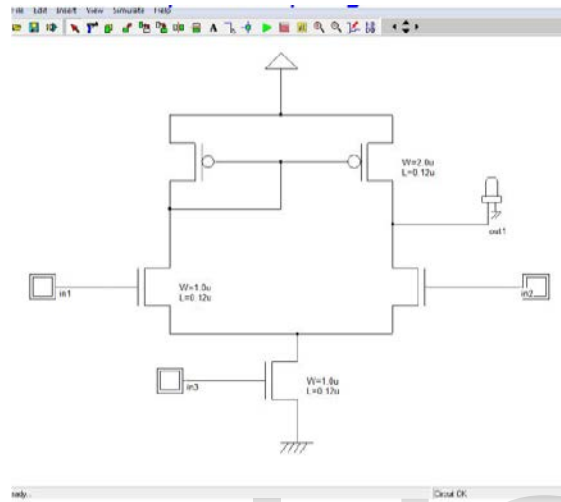 File Edit Insert View Simulate Help
W=2.0u
L=0.12u
out1
in1
W=1.0u
L=0.12u
in2
in3
W=1.0u
L=0.12u
Circuit OK